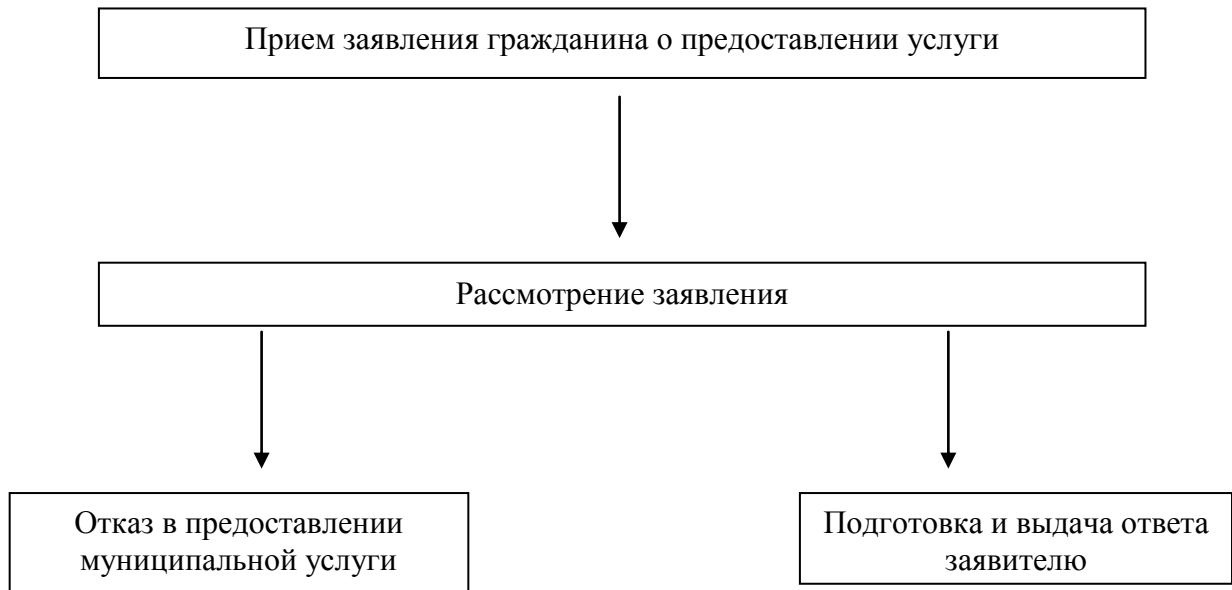 Прием заявления гражданина о предоставлении услуги
Рассмотрение заявления
Отказ в предоставлении
муниципальной услуги
Подготовка и выдача ответа
заявителю